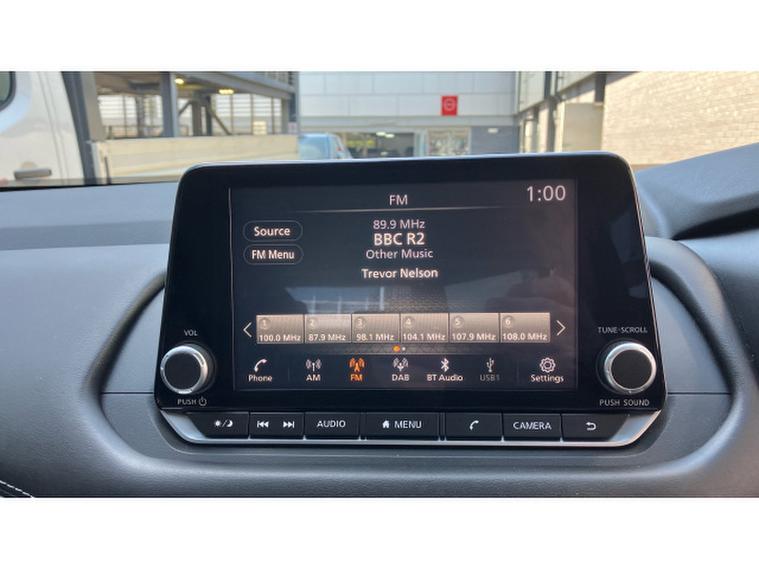 FM
1:00
Source
89.9 MHz
BBC R2
FM Menu
Other Music
Trevor Nelson
VOL
TUNE·SCROLL
1 2 3 4 5 6
100.0 MHz 87.9 MHz 98.1 MHz 104.1 MHz 107.9 MHz 108.0 MHz
Phone AM FM DAB BT Audio USB1 Settings
PUSH
PUSH SOUND
AUDIO MENU CAMERA